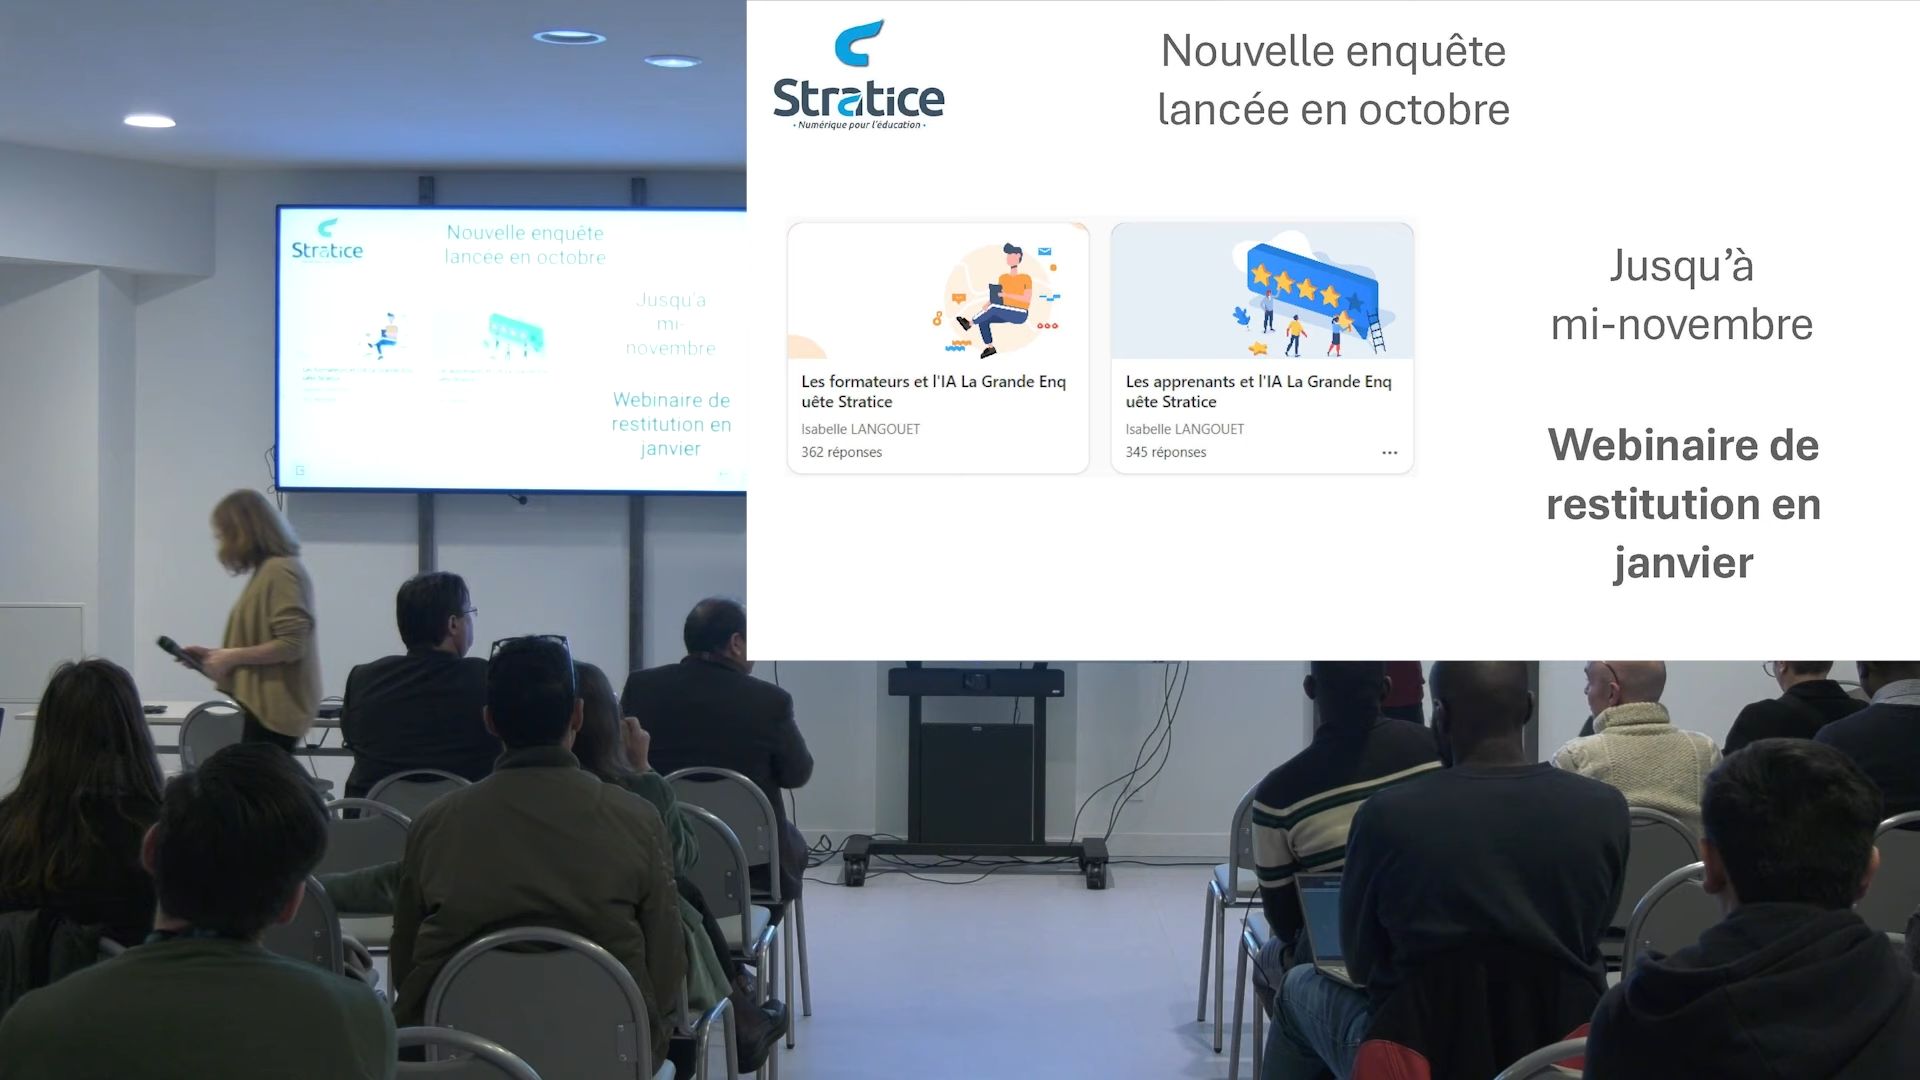 Stratice
• Numérique pour l'éducation •
Nouvelle enquête
lancée en octobre
Les formateurs et l'IA La Grande Enq
uête Stratice
Isabelle LANGOUET
362 réponses
Les apprenants et l'IA La Grande Enq
uête Stratice
Isabelle LANGOUET
345 réponses
Jusqu'à
mi-novembre
Webinaire de
restitution en
janvier
Stratice
Nouvelle enquête
lancée en octobre
Jusqu'à
mi-
novembre
Webinaire de
restitution en
janvier